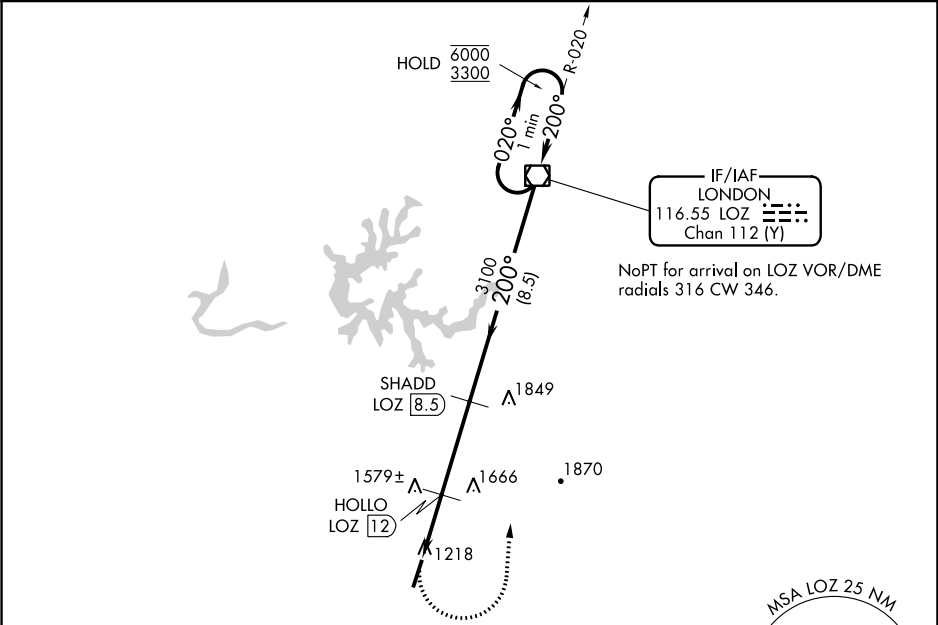 HOLD 6000
3300
R-020
020°
1 min
200°
IF/IAF
LONDON
116.55 LOZ
Chan 112 (Y)
NoPT for arrival on LOZ VOR/DME
radials 316 CW 346.
3100
200°
(8.5)
SHADD
LOZ 8.5
1849
1579±
1666
1870
HOLLO
LOZ 12
1218
MSA LOZ 25 NM